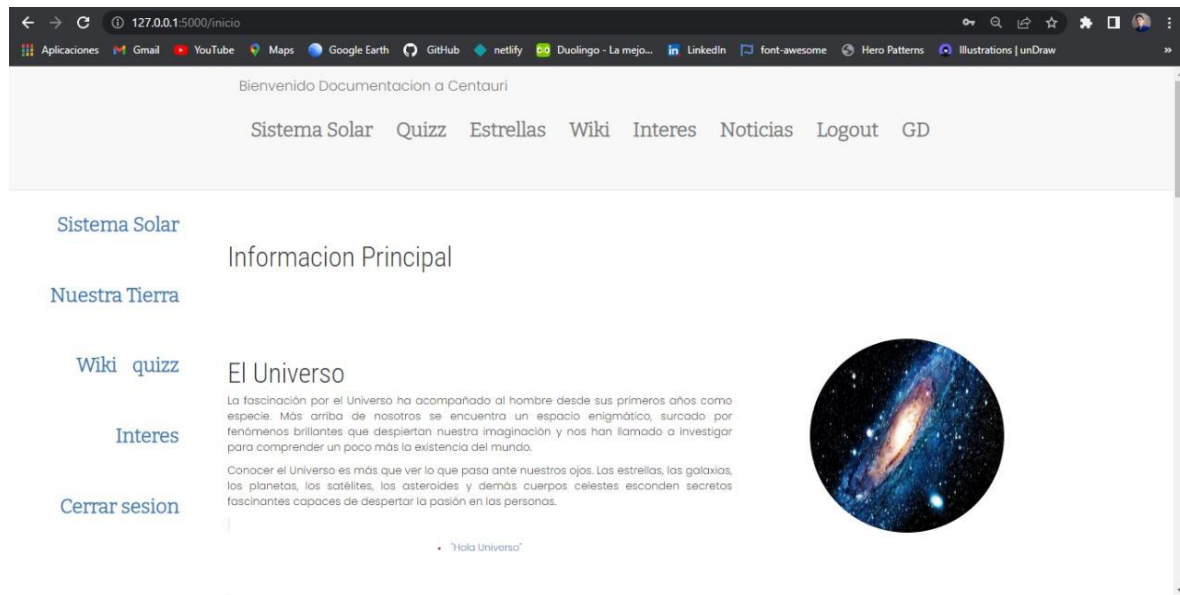 127.0.0.1:5000/inicio
Aplicaciones Gmail YouTube Maps Google Earth GitHub netlify Duolingo - La mejo... LinkedIn font-awesome Hero Patterns Illustrations | unDraw »
Bienvenido Documentacion a Centauri
Sistema Solar Quizz Estrellas Wiki Interes Noticias Logout GD
Sistema Solar
Nuestra Tierra
Wiki quizz
Interes
Cerrar sesion
Informacion Principal
El Universo
La fascinación por el Universo ha acompañado al hombre desde sus primeros años como
especie. Más arriba de nosotros se encuentra un espacio enigmático, surcado por
fenómenos brillantes que despiertan nuestra imaginación y nos han llamado a investigar
para comprender un poco más la existencia del mundo.
Conocer el Universo es más que ver lo que pasa ante nuestros ojos. Las estrellas, las galaxias,
los planetas, los satélites, los asteroides y demás cuerpos celestes esconden secretos
fascinantes capaces de despertar la pasión en las personas.
"Hola Universo"